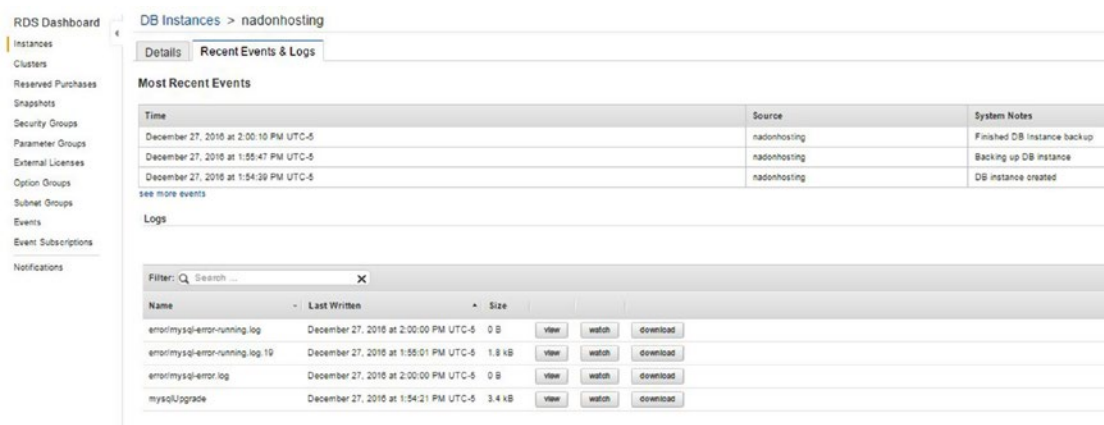 RDS Dashboard
Instances
Clusters
Reserved Purchases
Snapshots
Security Groups
Parameter Groups
External Licenses
Option Groups
Subnet Groups
Events
Event Subscriptions
Notifications
DB Instances > nadonhosting
Details Recent Events & Logs
Most Recent Events
Time Source System Notes
December 27, 2016 at 2:00:10 PM UTC-5 nadonhosting Finished DB Instance backup
December 27, 2016 at 1:55:47 PM UTC-5 nadonhosting Backing up DB instance
December 27, 2016 at 1:54:39 PM UTC-5 nadonhosting DB instance created
see more events
Logs
Filter: Search ... X
Name Last Written Size
error/mysql-error-running.log December 27, 2016 at 2:00:00 PM UTC-5 0 B view watch download
error/mysql-error-running.log.19 December 27, 2016 at 1:55:01 PM UTC-5 1.8 kB view watch download
error/mysql-error.log December 27, 2016 at 2:00:00 PM UTC-5 0 B view watch download
mysqlUpgrade December 27, 2016 at 1:54:21 PM UTC-5 3.4 kB view watch download